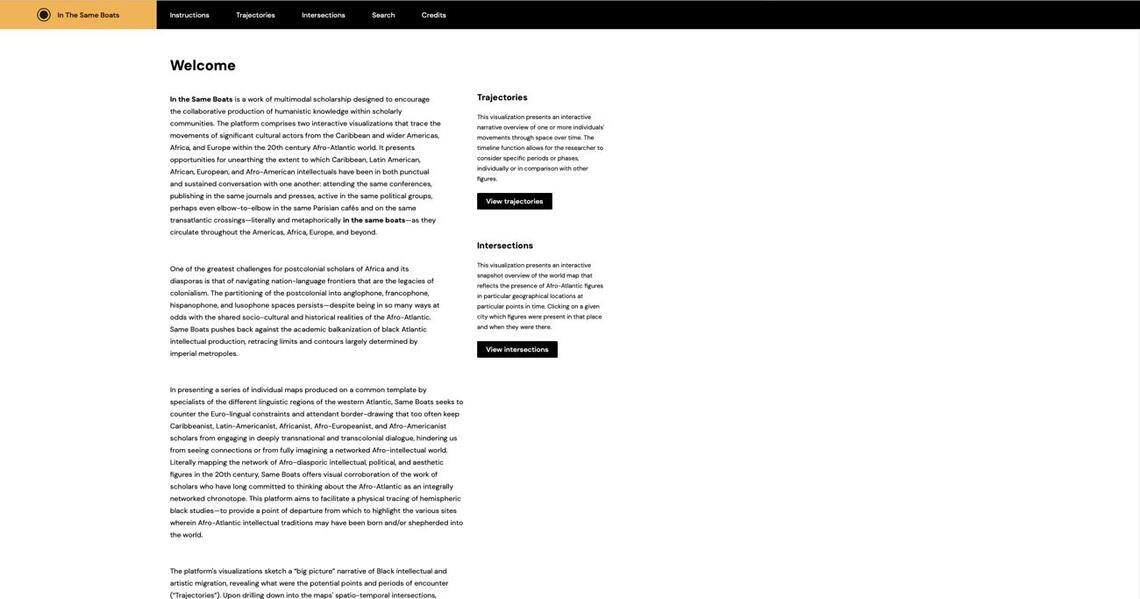 In The Same Boats
Instructions
Trajectories
Intersections
Search
Credits
Welcome
In the Same Boats is a work of multimodal scholarship designed to encourage
the collaborative production of humanistic knowledge within scholarly
communities. The platform comprises two interactive visualizations that trace the
movements of significant cultural actors from the Caribbean and wider Americas,
Africa, and Europe within the 20th century Afro-Atlantic world. It presents
opportunities for unearthing the extent to which Caribbean, Latin American,
African, European, and Afro-American intellectuals have been in both punctual
and sustained conversation with one another: attending the same conferences,
publishing in the same journals and presses, active in the same political groups,
perhaps even elbow-to-elbow in the same Parisian cafés and on the same
transatlantic crossings—literally and metaphorically in the same boats—as they
circulate throughout the Americas, Africa, Europe, and beyond.
One of the greatest challenges for postcolonial scholars of Africa and its
diasporas is that of navigating nation-language frontiers that are the legacies of
colonialism. The partitioning of the postcolonial into anglophone, francophone,
hispanophone, and lusophone spaces persists—despite being in so many ways at
odds with the shared socio-cultural and historical realities of the Afro-Atlantic.
Same Boats pushes back against the academic balkanization of black Atlantic
intellectual production, retracing limits and contours largely determined by
imperial metropoles.
In presenting a series of individual maps produced on a common template by
specialists of the different linguistic regions of the western Atlantic, Same Boats seeks to
counter the Euro-lingual constraints and attendant border-drawing that too often keep
Caribbeanist, Latin-Americanist, Africanist, Afro-Europeanist, and Afro-Americanist
scholars from engaging in deeply transnational and transcolonial dialogue, hindering us
from seeing connections or from fully imagining a networked Afro-intellectual world.
Literally mapping the network of Afro-diasporic intellectual, political, and aesthetic
figures in the 20th century, Same Boats offers visual corroboration of the work of
scholars who have long committed to thinking about the Afro-Atlantic as an integrally
networked chronotope. This platform aims to facilitate a physical tracing of hemispheric
black studies—to provide a point of departure from which to highlight the various sites
wherein Afro-Atlantic intellectual traditions may have been born and/or shepherded into
the world.
The platform's visualizations sketch a “big picture” narrative of Black intellectual and
artistic migration, revealing what were the potential points and periods of encounter
(“Trajectories”). Upon drilling down into the maps' spatio-temporal intersections,
Trajectories
This visualization presents an interactive
narrative overview of one or more individuals'
movements through space over time. The
timeline function allows for the researcher to
consider specific periods or phases,
individually or in comparison with other
figures.
View trajectories
Intersections
This visualization presents an interactive
snapshot overview of the world map that
reflects the presence of Afro-Atlantic figures
in particular geographical locations at
particular points in time. Clicking on a given
city which figures were present in that place
and when they were there.
View intersections